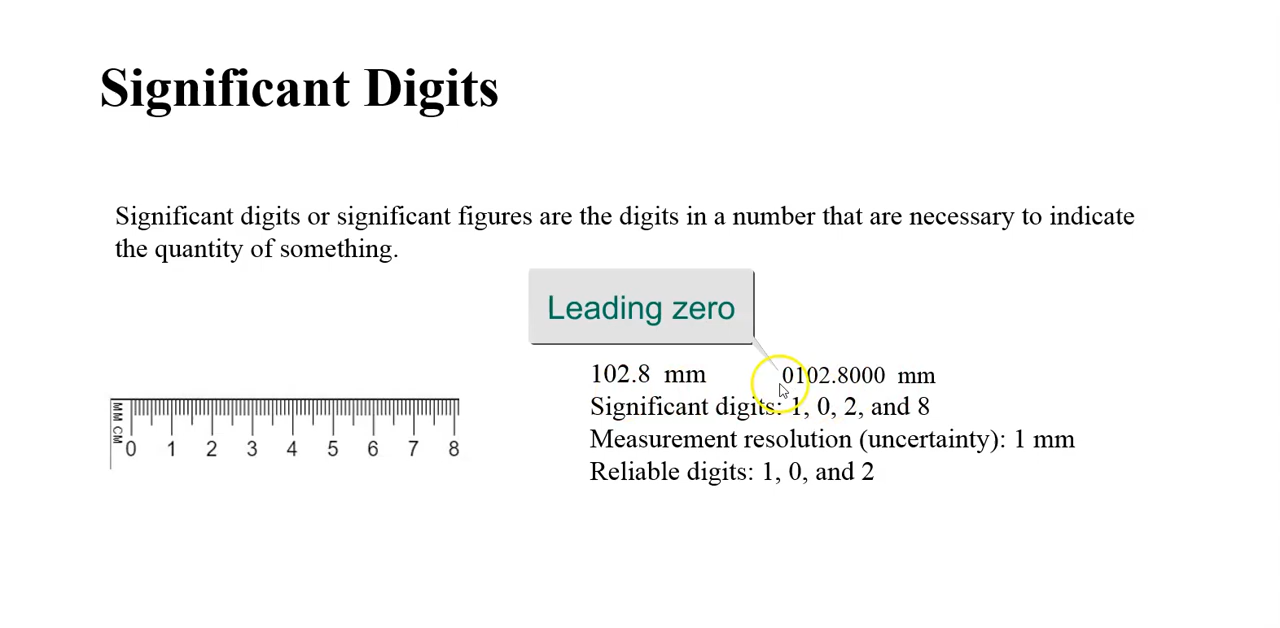 Significant Digits
Significant digits or significant figures are the digits in a number that are necessary to indicate
the quantity of something.
Leading zero
102.8 mm 0102.8000 mm
Significant digits: 1, 0, 2, and 8
Measurement resolution (uncertainty): 1 mm
Reliable digits: 1, 0, and 2
MM CM
0 1 2 3 4 5 6 7 8